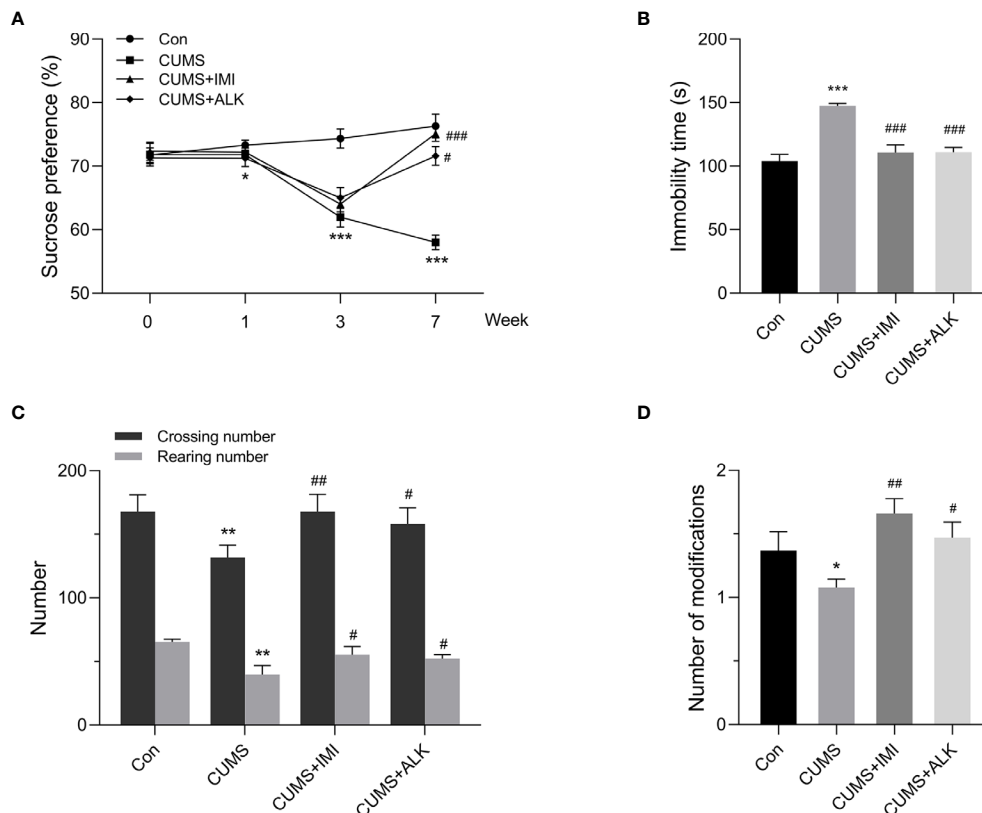 A
Sucrose preference (%)
90
80
70
60
50
Con
CUMS
CUMS+IMI
CUMS+ALK
*
***
***
###
#
0 1 3 7 Week
B
Immobility time (s)
200
150
100
50
0
***
###
###
Con CUMS CUMS+IMI CUMS+ALK
C
Crossing number
Rearing number
Number
200
100
0
**
**
##
#
#
#
Con CUMS CUMS+IMI CUMS+ALK
D
Number of modifications
2
1
0
*
##
#
Con CUMS CUMS+IMI CUMS+ALK